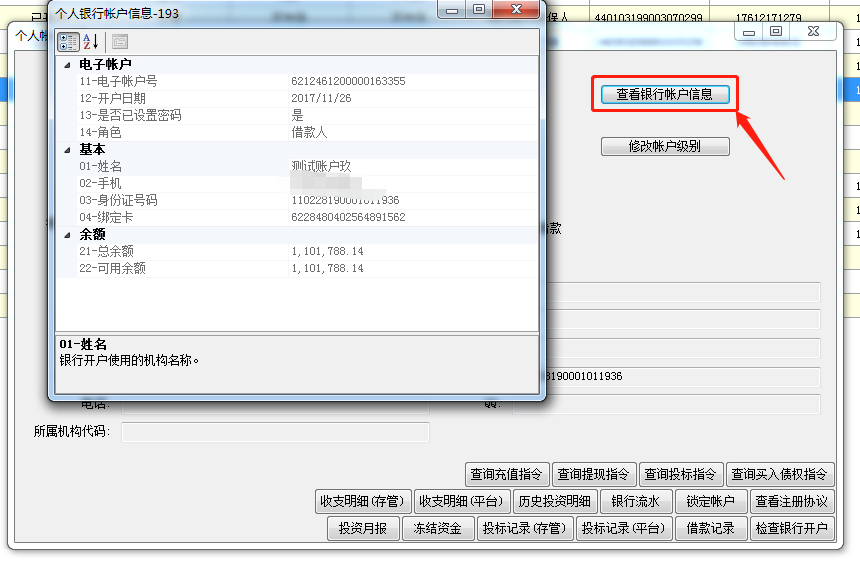 保人 440103199003070299 17612171279
个人银行帐户信息-193
个人帐
查看银行帐户信息
修改帐户级别
电子帐户
11-电子帐户号 6212461200000163355
12-开户日期 2017/11/26
13-是否已设置密码 是
14-角色 借款人
基本
01-姓名 测试账户玖
02-手机
03-身份证号码
04-绑定卡 6228480402564891562
余额
21-总余额 1,101,788.14
22-可用余额 1,101,788.14
款
01-姓名
银行开户使用的机构名称。
8190001011936
电话:
所属机构代码:
查询充值指令 查询提现指令 查询投标指令 查询买入债权指令
收支明细(存管) 收支明细(平台) 历史投资明细 银行流水 锁定帐户 查看注册协议
投资月报 冻结资金 投标记录(存管) 投标记录(平台) 借款记录 检查银行开户